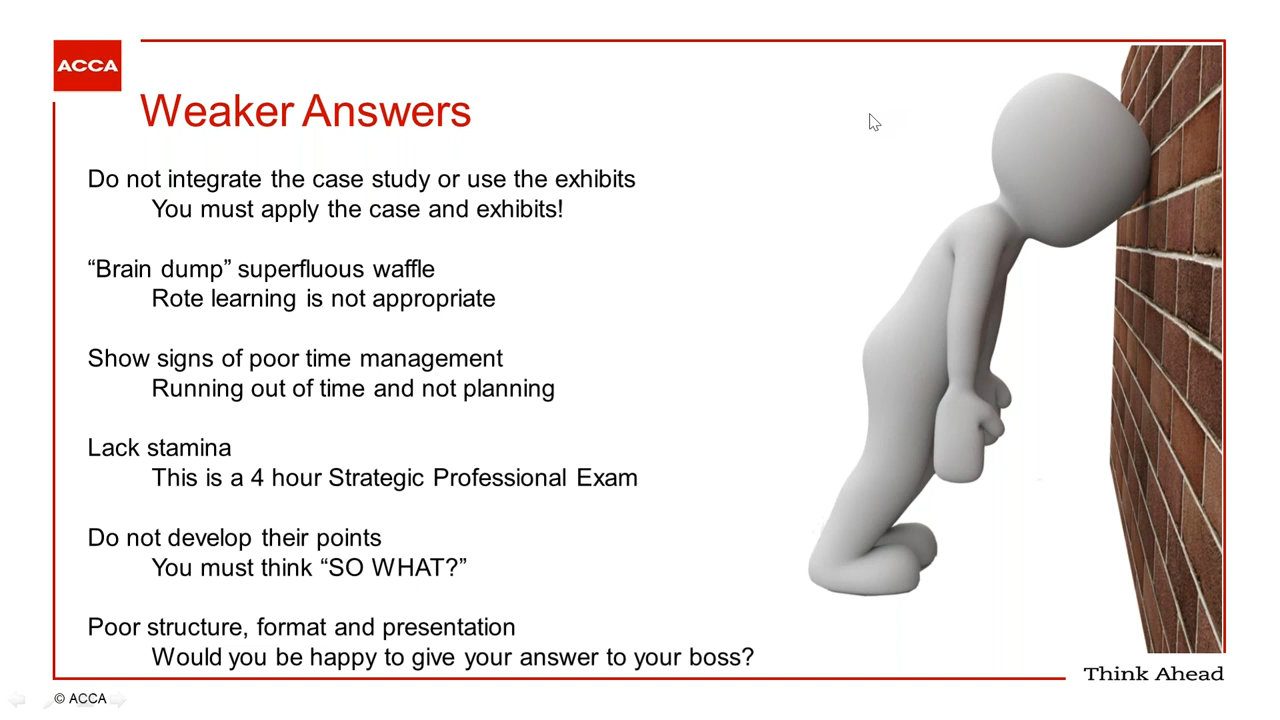 ACCA
Weaker Answers
Do not integrate the case study or use the exhibits
You must apply the case and exhibits!
“Brain dump” superfluous waffle
Rote learning is not appropriate
Show signs of poor time management
Running out of time and not planning
Lack stamina
This is a 4 hour Strategic Professional Exam
Do not develop their points
You must think “SO WHAT?”
Poor structure, format and presentation
Would you be happy to give your answer to your boss?
Think Ahead
© ACCA